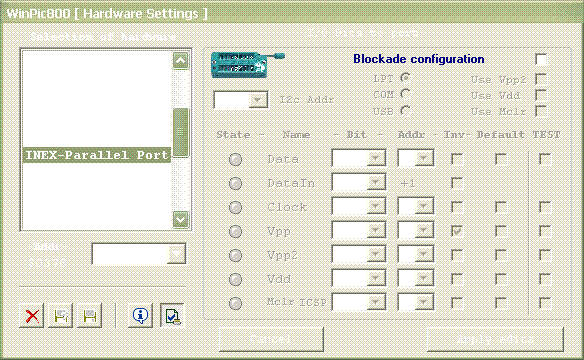 WinPic800 [ Hardware Settings ]
Selection of hardware
I/O Bits to port
Blockade configuration
LPT
Use Vpp2
I2c Addr
COM
Use Vdd
USB
Use Mclr
State - Name - Bit - Addr - Inv- Default TEST
INEX-Parallel Port
Data
DataIn
+1
Clock
Vpp
Vpp2
Vdd
Mclr ICSP
Addr
Cancel
Apply edits